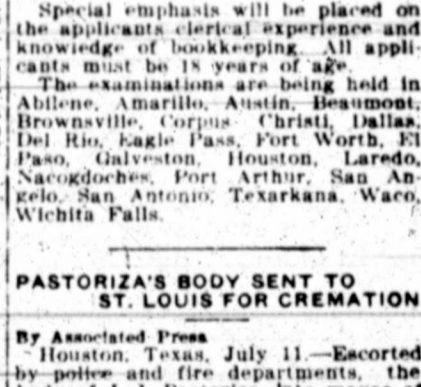 Special emphasis will be placed on
the applicants clerical experience and
knowledge of bookkeeping. All appli-
cants must be 18 years of age.
The examinations are being held in
Abilene, Amarillo, Austin, Beaumont,
Brownsville, Corpus Christi, Dallas,
Del Rio, Eagle Pass, Fort Worth, El
Paso, Galveston, Houston, Laredo,
Nacogdoches, Port Arthur, San An-
gelo, San Antonio, Texarkana, Waco,
Wichita Falls.
PASTORIZA'S BODY SENT TO
ST. LOUIS FOR CREMATION
By Associated Press
Houston, Texas, July 11.—Escorted
by police and fire departments, the